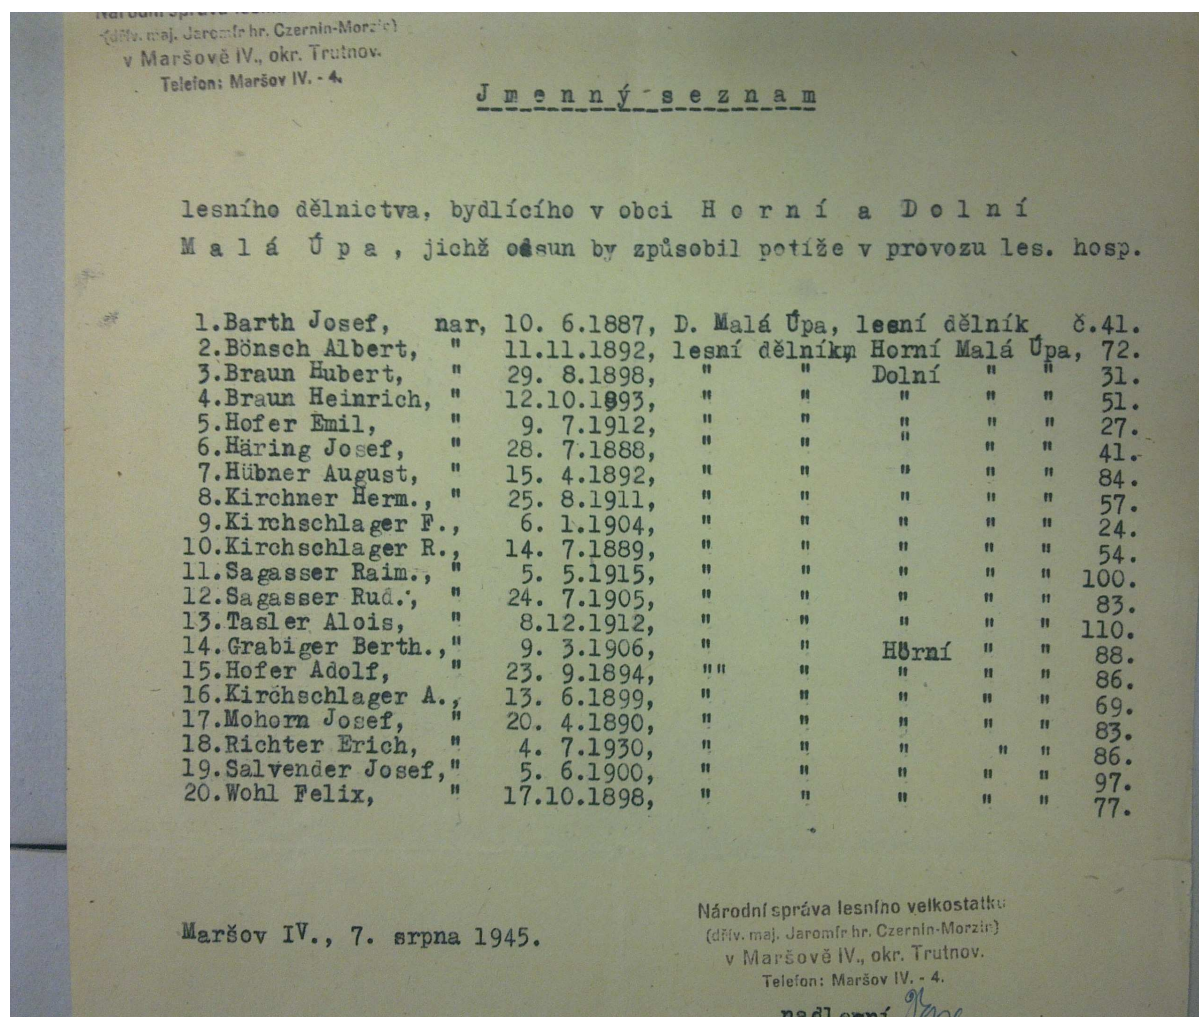 Národní správa
(dřív. maj. Jaromír hr. Czernin-Morzin)
v Maršově IV., okr. Trutnov.
Telefon: Maršov IV. - 4.
Jmenný seznam
lesního dělnictva, bydlícího v obci Horní a Dolní
Malá Úpa, jichž odsun by způsobil potíže v provozu les. hosp.
1.Barth Josef, nar, 10. 6.1887, D. Malá Úpa, lesní dělník, č.41.
2.Bönsch Albert, " 11.11.1892, lesní dělník, Horní Malá Úpa, 72.
3.Braun Hubert, " 29. 8.1898, " " Dolní " " 31.
4.Braun Heinrich, " 12.10.1893, " " " " " 51.
5.Hofer Emil, " 9. 7.1912, " " " " " 27.
6.Häring Josef, " 28. 7.1888, " " " " " 41.
7.Hübner August, " 15. 4.1892, " " " " " 84.
8.Kirchner Herm., " 25. 8.1911, " " " " " 57.
9.Kirchschlager F., 6. 1.1904, " " " " " 24.
10.Kirchschlager R., 14. 7.1889, " " " " " 54.
11.Sagasser Raim., " 5. 5.1915, " " " " " 100.
12.Sagasser Rud., " 24. 7.1905, " " " " " 83.
13.Tasler Alois, " 8.12.1912, " " " " " 110.
14.Grabiger Berth.," 9. 3.1906, " " Horní " " 88.
15.Hofer Adolf, " 23. 9.1894, "" " " " " 86.
16.Kirchschlager A., 13. 6.1899, " " " " " 69.
17.Mohorn Josef, " 20. 4.1890, " " " " " 83.
18.Richter Erich, " 4. 7.1930, " " " " " 86.
19.Salvender Josef," 5. 6.1900, " " " " " 97.
20.Wohl Felix, " 17.10.1898, " " " " " 77.
Maršov IV., 7. srpna 1945.
Národní správa lesního velkostatku
(dřív. maj. Jaromír hr. Czernin-Morzin)
v Maršově IV., okr. Trutnov.
Telefon: Maršov IV. - 4.